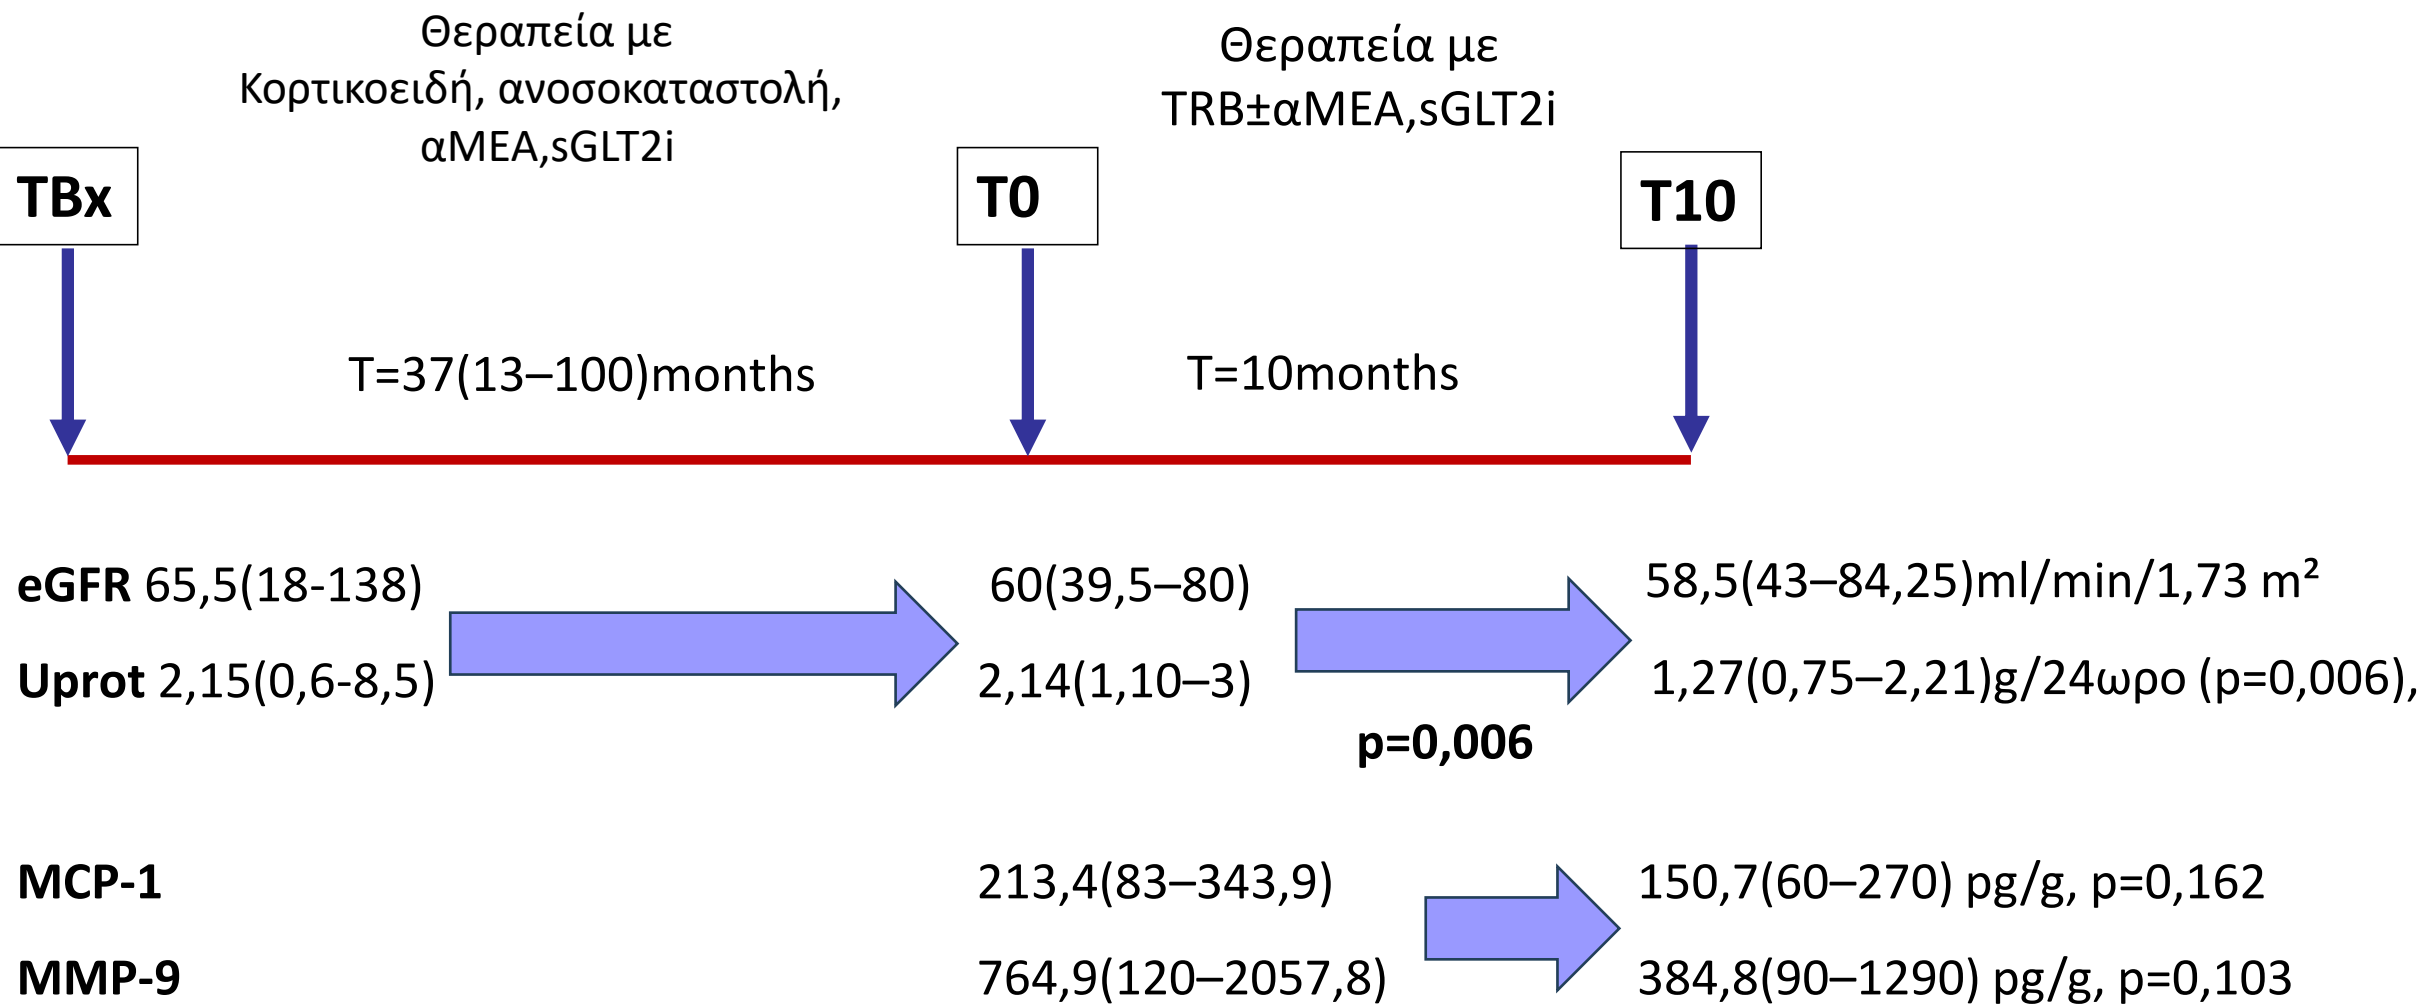 Θεραπεία με
Κορτικοειδή, ανοσοκαταστολή,
αΜΕΑ,sGLT2i
Θεραπεία με
TRB±αΜΕΑ,sGLT2i
TBx
T0
T10
T=37(13–100)months
T=10months
eGFR 65,5(18-138)
60(39,5–80)
58,5(43–84,25)ml/min/1,73 m²
Uprot 2,15(0,6-8,5)
2,14(1,10–3)
1,27(0,75–2,21)g/24ωρο (p=0,006),
p=0,006
MCP-1
213,4(83–343,9)
150,7(60–270) pg/g, p=0,162
MMP-9
764,9(120–2057,8)
384,8(90–1290) pg/g, p=0,103